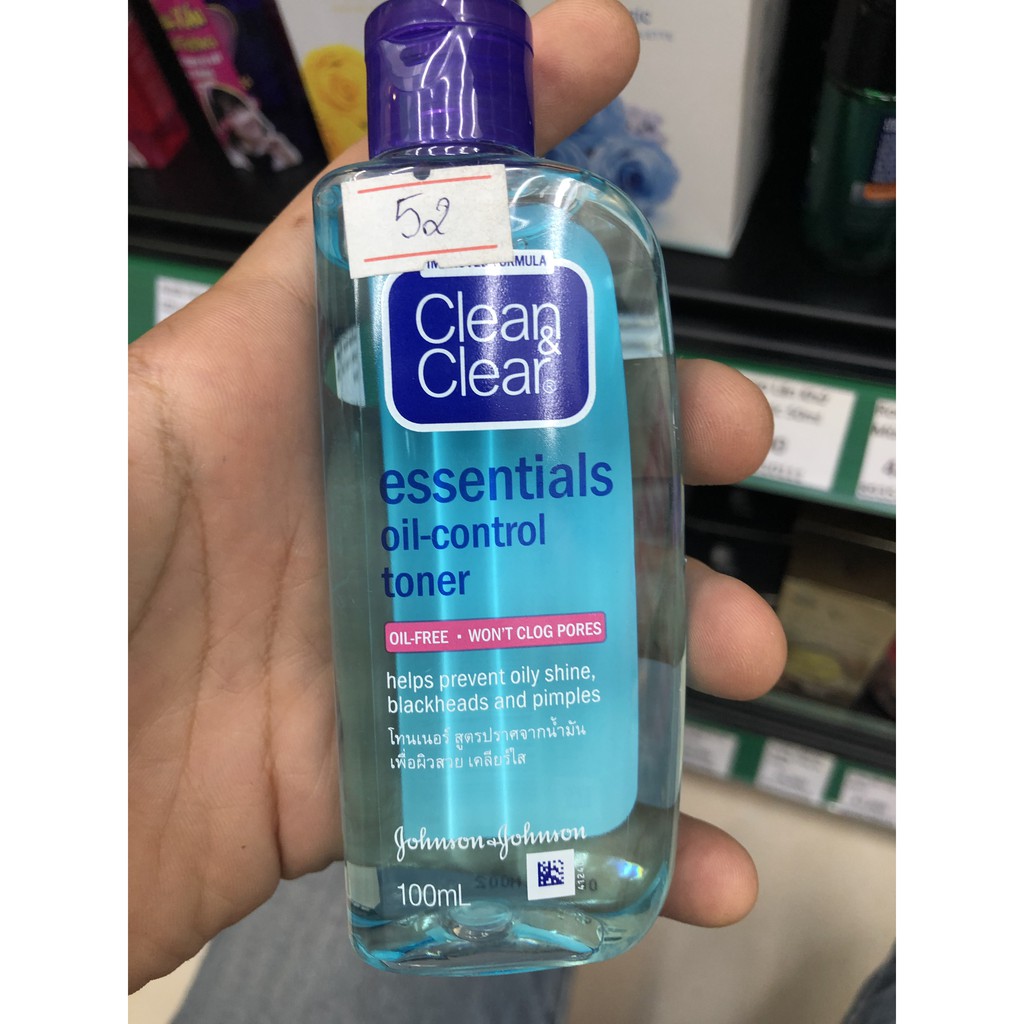 52
FORMULA
Clean
&
Clear®
essentials
oil-control
toner
OIL-FREE • WON'T CLOG PORES
helps prevent oily shine,
blackheads and pimples
โทนเนอร์ สูตรปราศจากน้ำมัน
เพื่อผิวสวย เคลียร์ใส
Johnson & Johnson
100mL